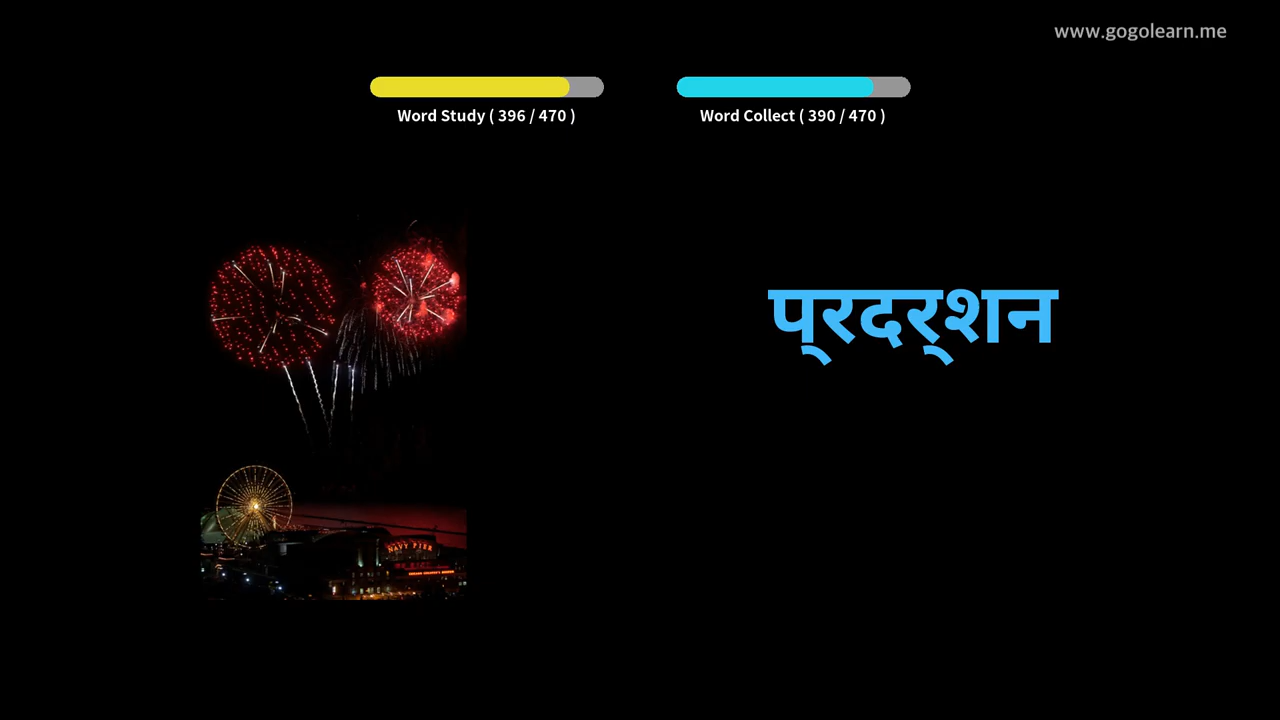 www.gogolearn.me
Word Study ( 396 / 470 )
Word Collect ( 390 / 470 )
प्रदर्शन
NAVY PIER